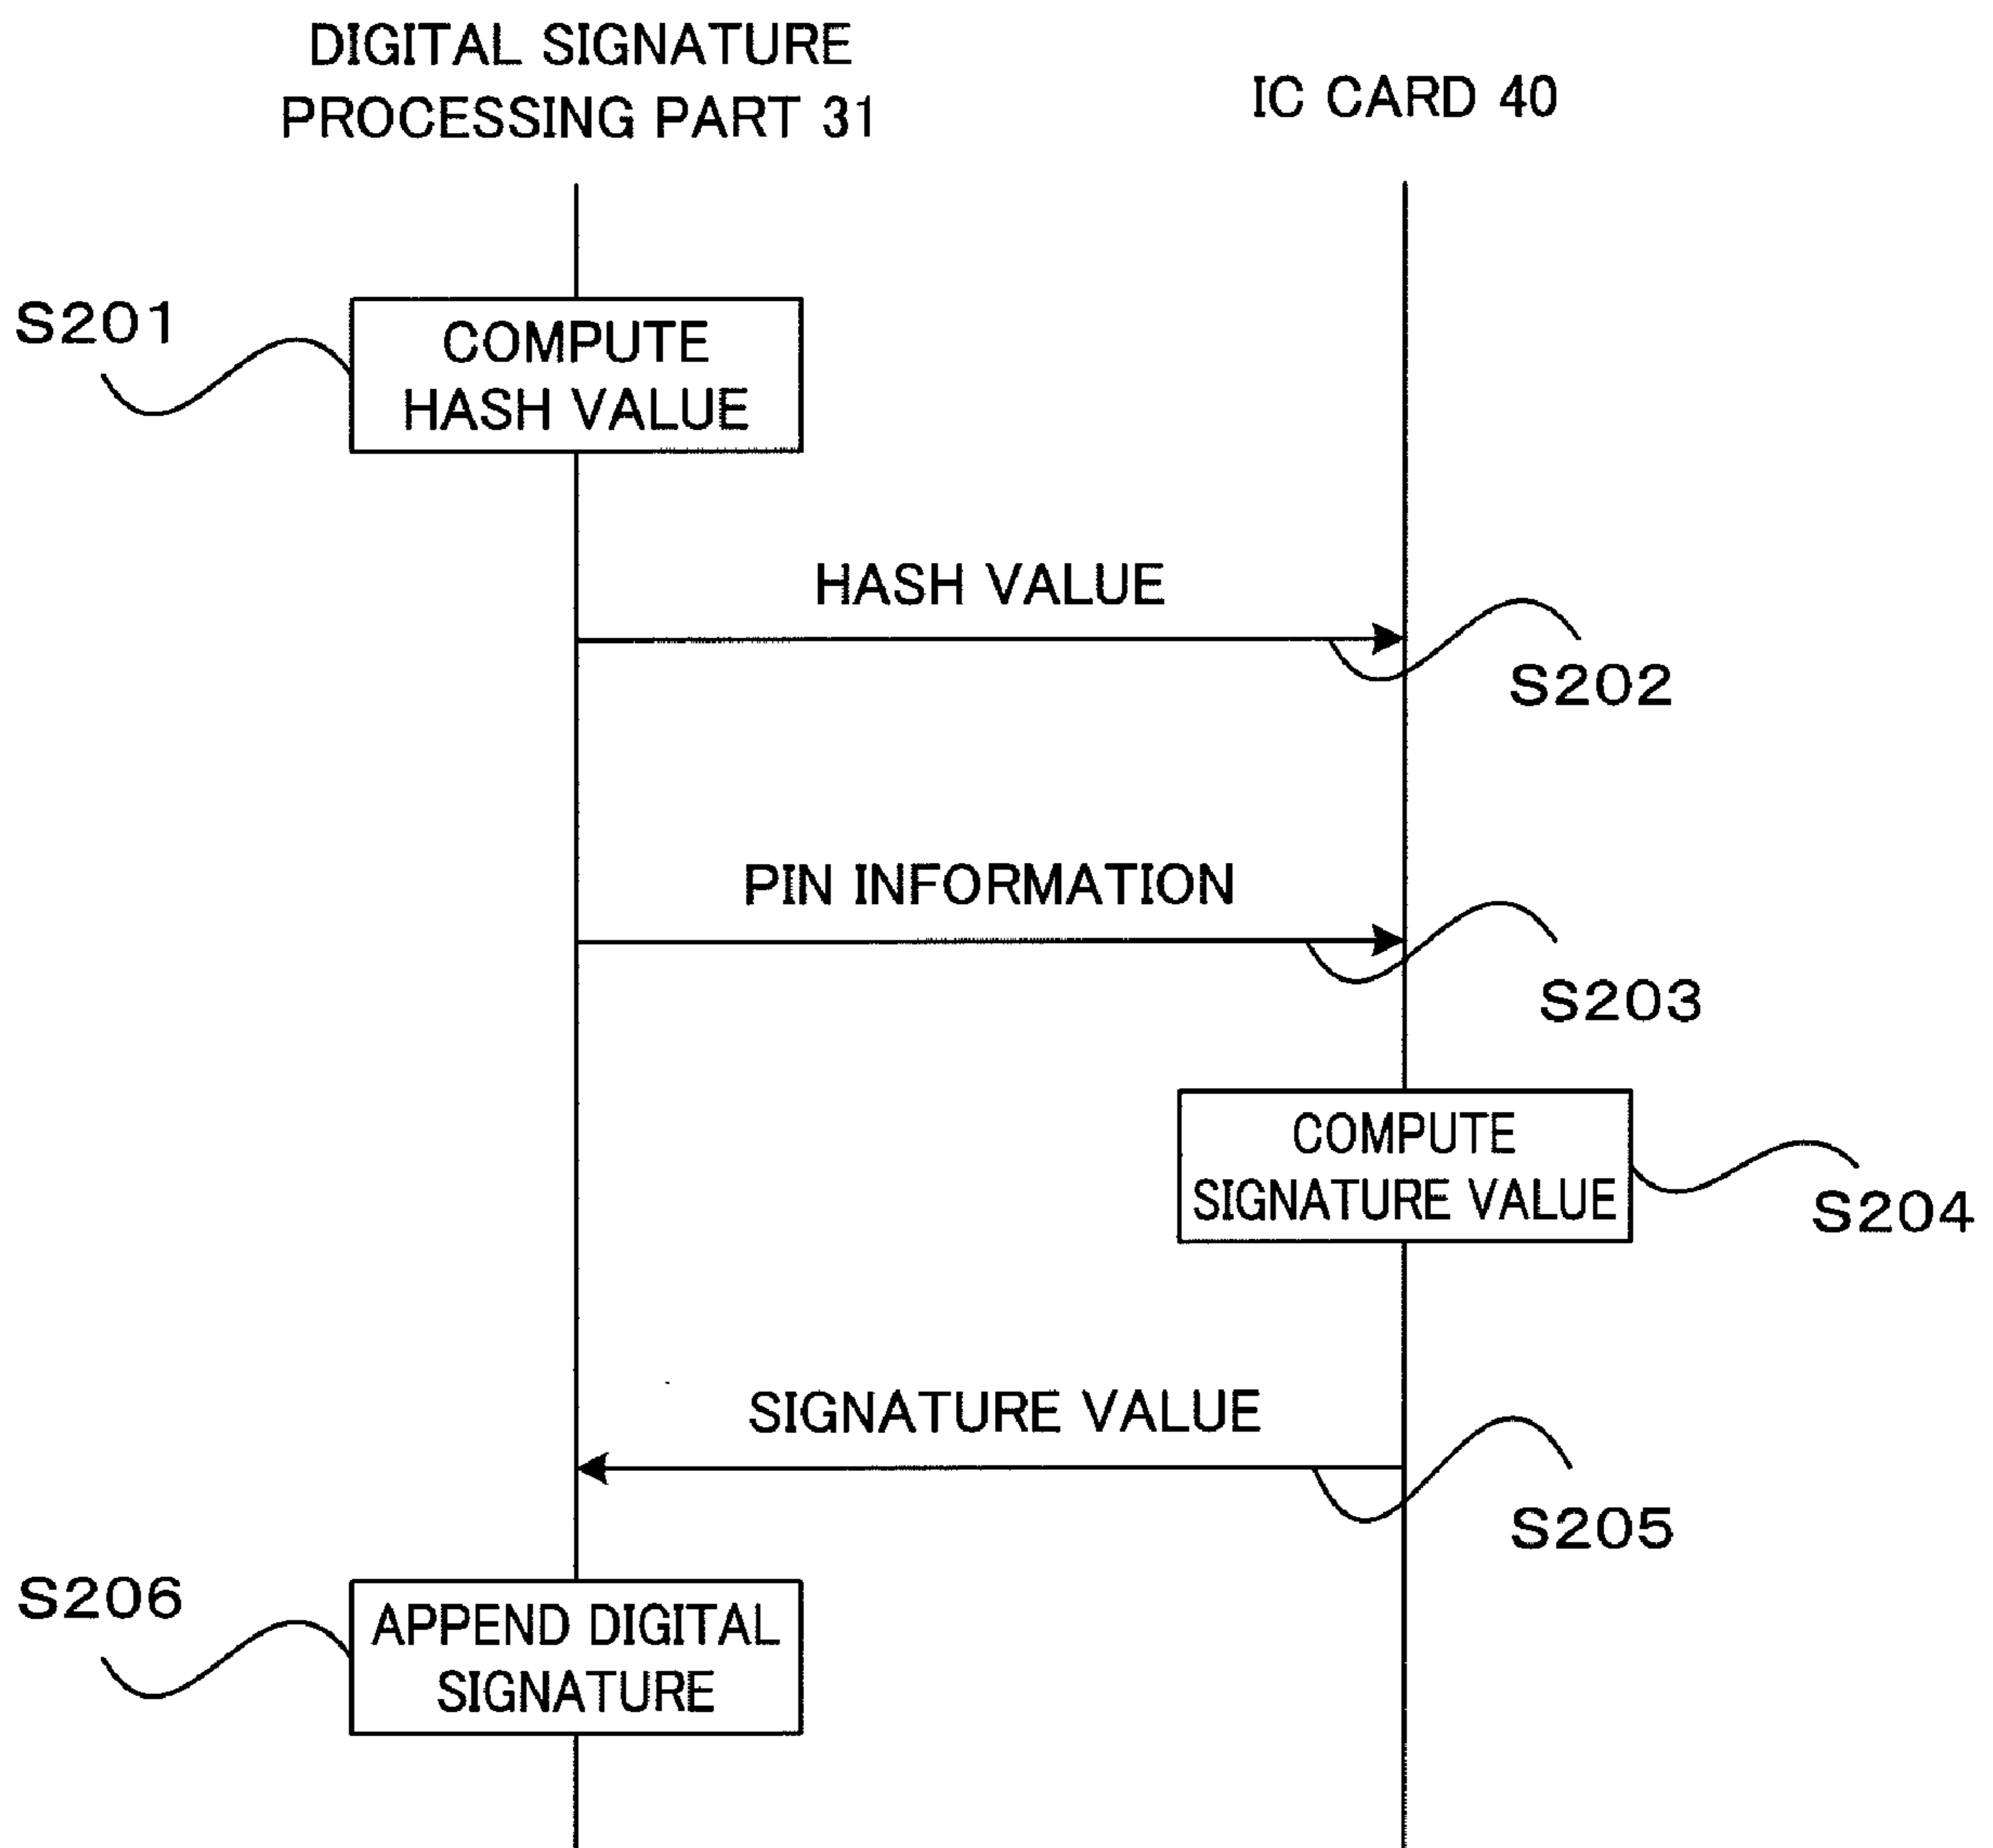 DIGITAL SIGNATURE
PROCESSING PART 31
IC CARD 40
S201
COMPUTE
HASH VALUE
HASH VALUE
S202
PIN INFORMATION
S203
COMPUTE
SIGNATURE VALUE
S204
SIGNATURE VALUE
S205
S206
APPEND DIGITAL
SIGNATURE